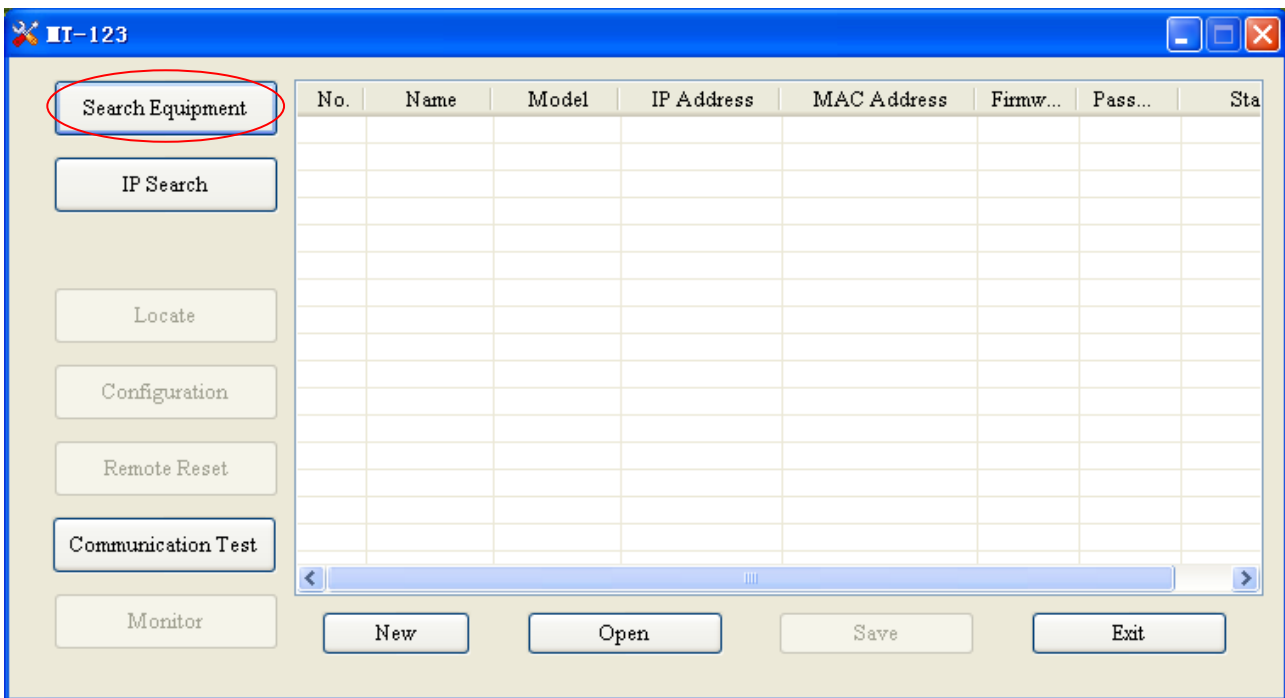 MT-123
Search Equipment
No. Name Model IP Address MAC Address Firmw... Pass... Sta
IP Search
Locate
Configuration
Remote Reset
Communication Test
Monitor
New Open Save Exit